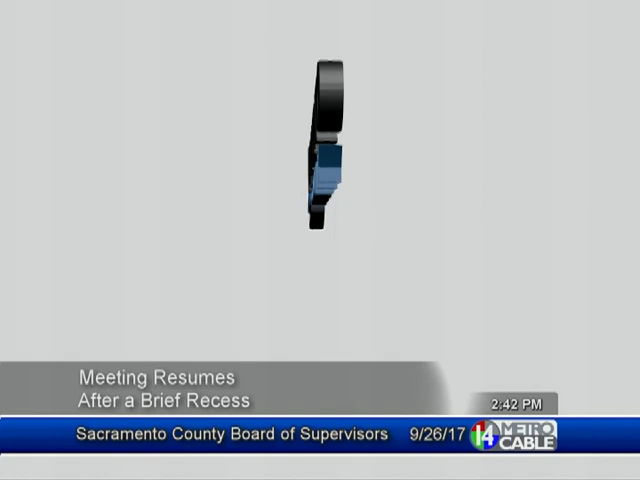 Meeting Resumes
After a Brief Recess
2:42 PM
Sacramento County Board of Supervisors 9/26/17 14 METRO CABLE